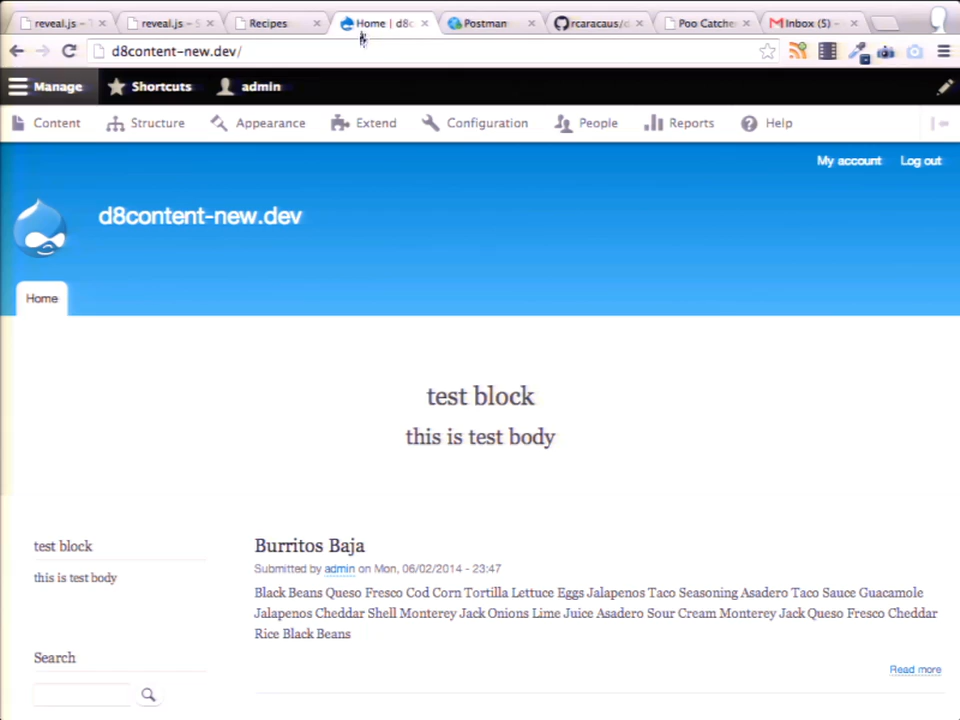 reveal.js - T
reveal.js - S
Recipes
Home | d8c
Postman
rcaracaus/d
Poo Catche
Inbox (5) -
d8content-new.dev/
Manage
Shortcuts
admin
Content
Structure
Appearance
Extend
Configuration
People
Reports
Help
My account
Log out
d8content-new.dev
Home
test block
this is test body
test block
this is test body
Search
Burritos Baja
Submitted by admin on Mon, 06/02/2014 - 23:47
Black Beans Queso Fresco Cod Corn Tortilla Lettuce Eggs Jalapenos Taco Seasoning Asadero Taco Sauce Guacamole
Jalapenos Cheddar Shell Monterey Jack Onions Lime Juice Asadero Sour Cream Monterey Jack Queso Fresco Cheddar
Rice Black Beans
Read more